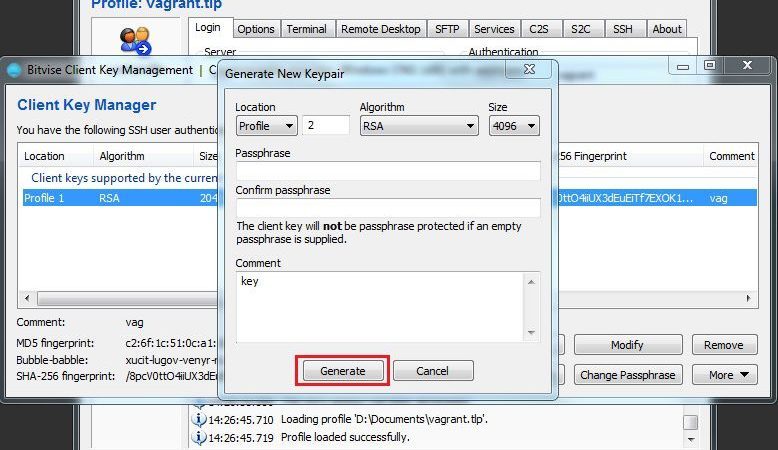 Profile: vagrant.tlp
Login Options Terminal Remote Desktop SFTP Services C2S S2C SSH About
Server Authentication
Bitvise Client Key Management
Generate New Keypair
Client Key Manager
You have the following SSH user authentic
Location Algorithm Size
Fingerprint Comment
Client keys supported by the curren
Profile 1 RSA 204
0ttO4iiUX3dEuEiTf7EXOK1... vag
Location Algorithm Size
Profile 2 RSA 4096
Passphrase
Confirm passphrase
The client key will not be passphrase protected if an empty
passphrase is supplied.
Comment
key
Generate Cancel
Comment: vag
MD5 fingerprint: c2:6f:1c:51:0c:a1:
Bubble-babble: xucit-lugov-venyr-
SHA-256 fingerprint: /8pcV0ttO4iiUX3dE
Modify Remove
Change Passphrase More
14:26:45.710 Loading profile 'D:\Documents\vagrant.tlp'.
14:26:45.719 Profile loaded successfully.